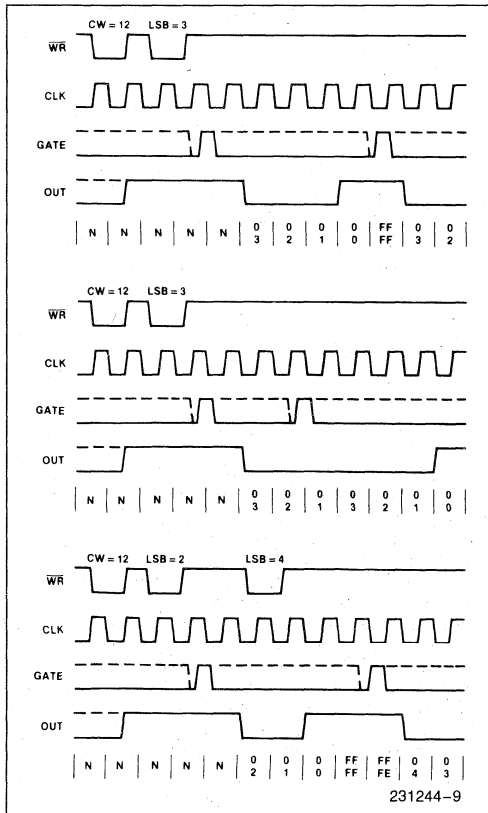 CW = 12 LSB = 3
WR
CLK
GATE
OUT
N N N N N 0 0 0 0 FF 0 0
3 2 1 0 FF 3 2
CW = 12 LSB = 3
WR
CLK
GATE
OUT
N N N N N 0 0 0 0 0 0 0
3 2 1 3 2 1 0
CW = 12 LSB = 2 LSB = 4
WR
CLK
GATE
OUT
N N N N N 0 0 0 FF FF 0 0
2 1 0 FF FE 4 3
231244-9